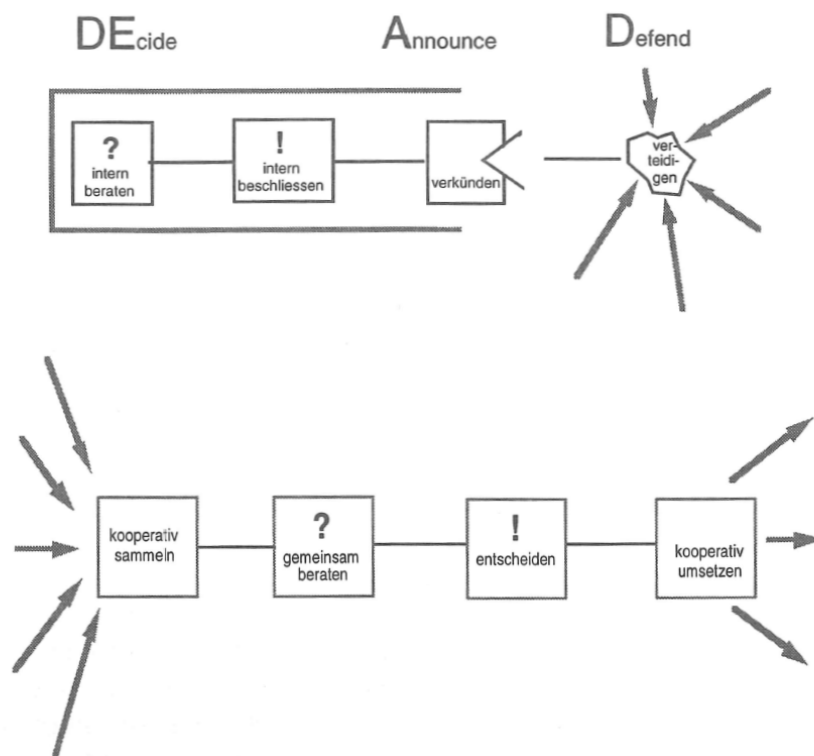 DEcide Announce Defend
?
intern
beraten
!
intern
beschliessen
verkünden
ver-
teidi-
gen
kooperativ
sammeln
?
gemeinsam
beraten
!
entscheiden
kooperativ
umsetzen